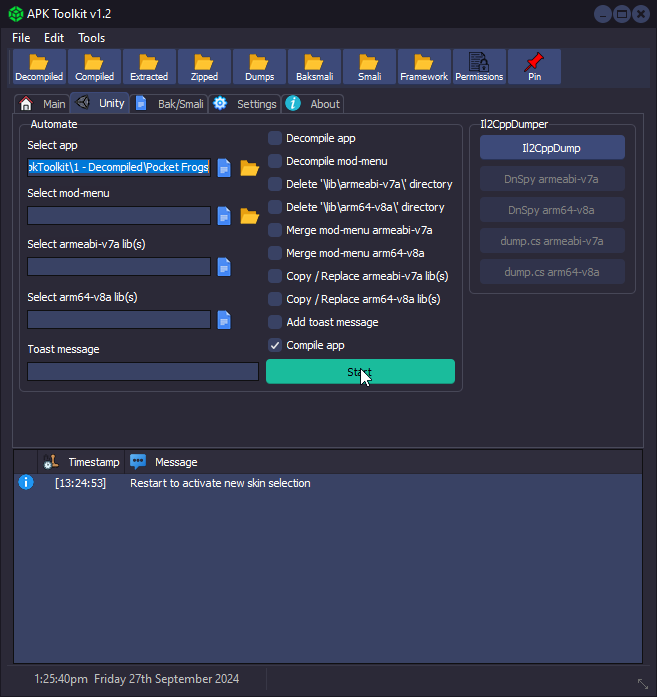 APK Toolkit v1.2
File Edit Tools
Decompiled Compiled Extracted Zipped Dumps Baksmali Smali Framework Permissions Pin
Main Unity Bak/Smali Settings About
Automate
Select app
okToolkit\1 - Decompiled\Pocket Frogs
Select mod-menu
Select armeabi-v7a lib(s)
Select arm64-v8a lib(s)
Toast message
Decompile app
Decompile mod-menu
Delete '\lib\armeabi-v7a\' directory
Delete '\lib\arm64-v8a\' directory
Merge mod-menu armeabi-v7a
Merge mod-menu arm64-v8a
Copy / Replace armeabi-v7a lib(s)
Copy / Replace arm64-v8a lib(s)
Add toast message
Compile app
Start
Il2CppDumper
Il2CppDump
DnSpy armeabi-v7a
DnSpy arm64-v8a
dump.cs armeabi-v7a
dump.cs arm64-v8a
Timestamp Message
[13:24:53] Restart to activate new skin selection
1:25:40pm Friday 27th September 2024